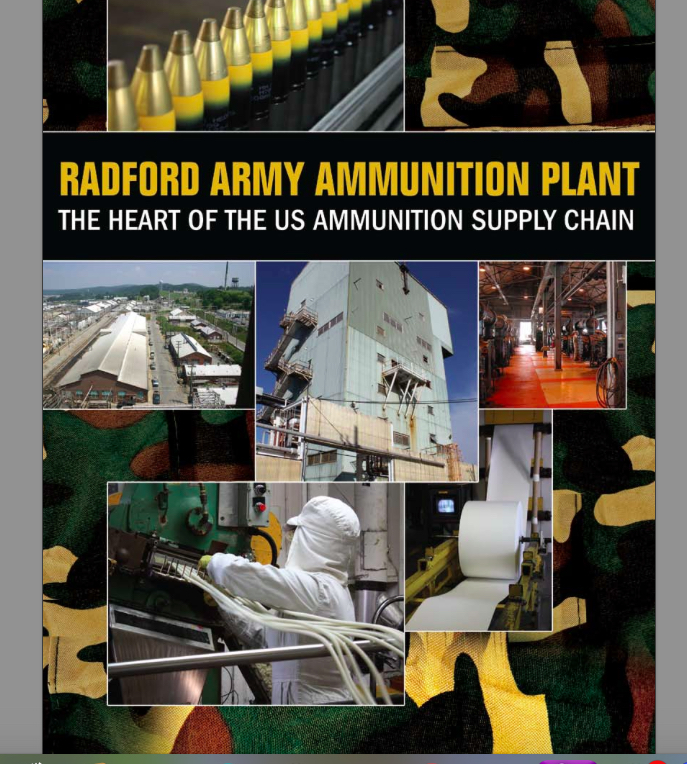 RADFORD ARMY AMMUNITION PLANT
THE HEART OF THE US AMMUNITION SUPPLY CHAIN